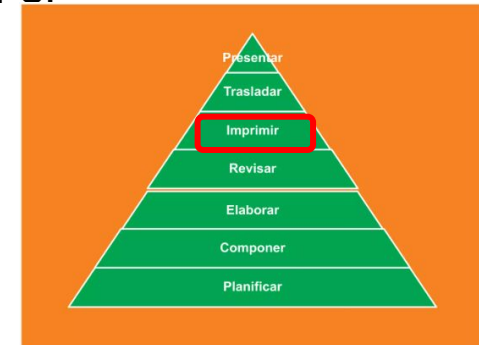 Presentar
Trasladar
Imprimir
Revisar
Elaborar
Componer
Planificar